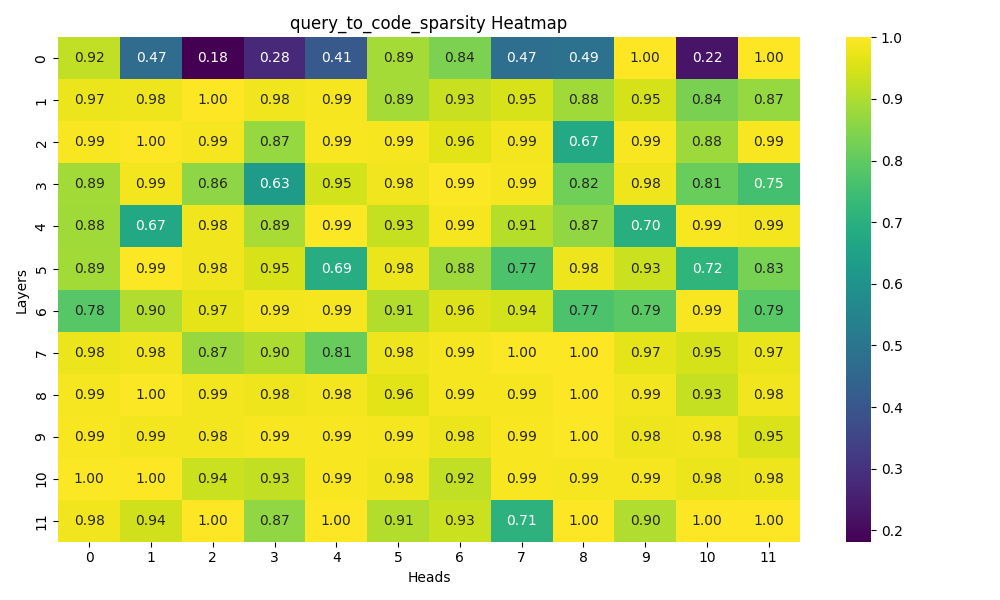 query_to_code_sparsity Heatmap
0 0.92 0.47 0.18 0.28 0.41 0.89 0.84 0.47 0.49 1.00 0.22 1.00
1 0.97 0.98 1.00 0.98 0.99 0.89 0.93 0.95 0.88 0.95 0.84 0.87
2 0.99 1.00 0.99 0.87 0.99 0.99 0.96 0.99 0.67 0.99 0.88 0.99
3 0.89 0.99 0.86 0.63 0.95 0.98 0.99 0.99 0.82 0.98 0.81 0.75
4 0.88 0.67 0.98 0.89 0.99 0.93 0.99 0.91 0.87 0.70 0.99 0.99
5 0.89 0.99 0.98 0.95 0.69 0.98 0.88 0.77 0.98 0.93 0.72 0.83
6 0.78 0.90 0.97 0.99 0.99 0.91 0.96 0.94 0.77 0.79 0.99 0.79
7 0.98 0.98 0.87 0.90 0.81 0.98 0.99 1.00 1.00 0.97 0.95 0.97
8 0.99 1.00 0.99 0.98 0.98 0.96 0.99 0.99 1.00 0.99 0.93 0.98
9 0.99 0.99 0.98 0.99 0.99 0.99 0.98 0.99 1.00 0.98 0.98 0.95
10 1.00 1.00 0.94 0.93 0.99 0.98 0.92 0.99 0.99 0.99 0.98 0.98
11 0.98 0.94 1.00 0.87 1.00 0.91 0.93 0.71 1.00 0.90 1.00 1.00
0 1 2 3 4 5 6 7 8 9 10 11
Heads
Layers
1.0
0.9
0.8
0.7
0.6
0.5
0.4
0.3
0.2